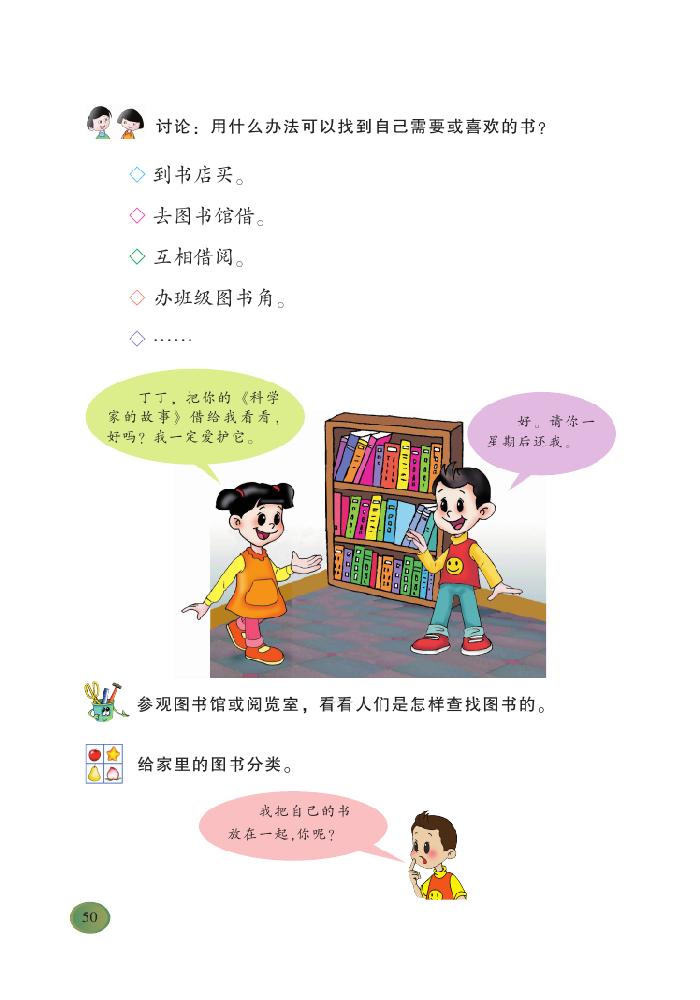 讨论：用什么办法可以找到自己需要或喜欢的书？
◇ 到书店买。
◇ 去图书馆借。
◇ 互相借阅。
◇ 办班级图书角。
◇ ……
丁丁，把你的《科学
家的故事》借给我看看，
好吗？我一定爱护它。
好。请你一
星期后还我。
参观图书馆或阅览室，看看人们是怎样查找图书的。
给家里的图书分类。
我把自己的书
放在一起,你呢？
50